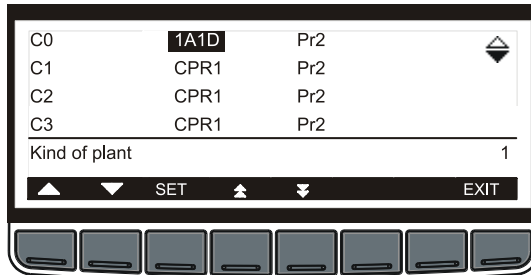 C0 1A1D Pr2
C1 CPR1 Pr2
C2 CPR1 Pr2
C3 CPR1 Pr2
Kind of plant 1
SET EXIT